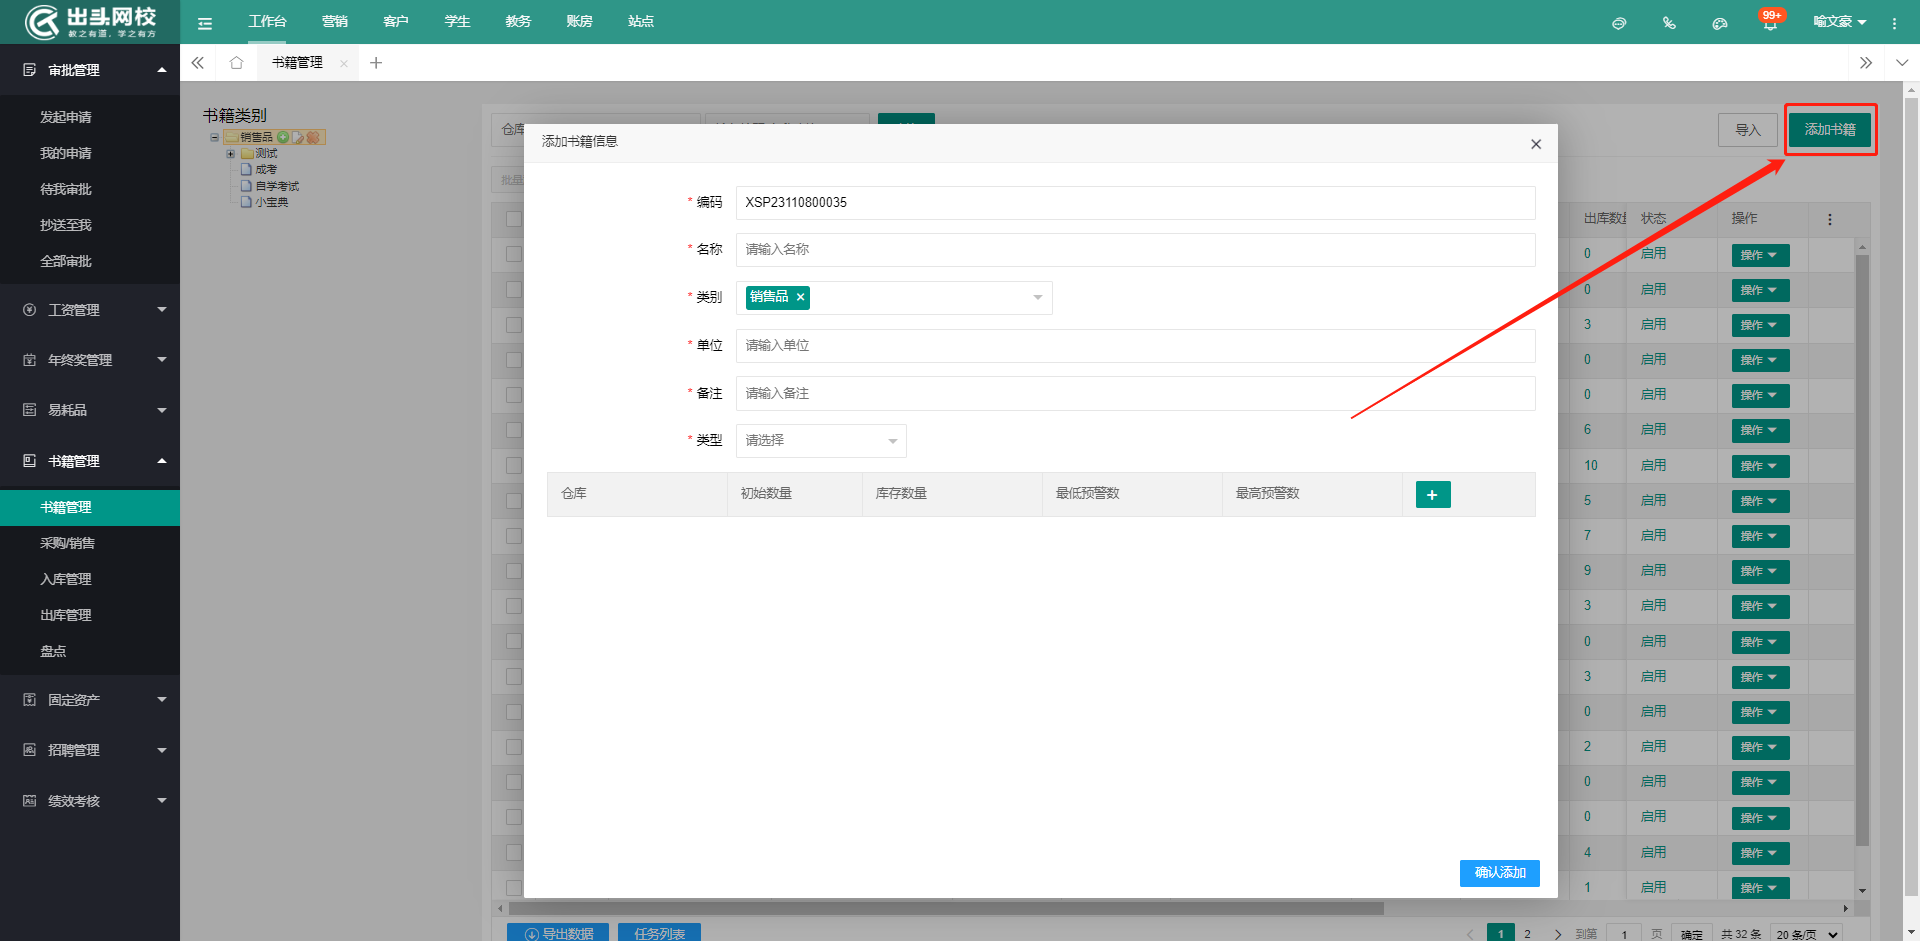 出头网校
教之有道，学之有方
工作台 营销 客户 学生 教务 账房 站点
99+
喻文豪
书籍管理
审批管理
发起申请
我的申请
待我审批
抄送至我
全部审批
工资管理
年终奖管理
易耗品
书籍管理
书籍管理
采购/销售
入库管理
出库管理
盘点
固定资产
招聘管理
绩效考核
书籍类别
销售品
测试
成考
自学考试
小宝典
仓库
批量
导入
添加书籍
添加书籍信息
* 编码 XSP23110800035
* 名称 请输入名称
* 类别 销售品
* 单位 请输入单位
* 备注 请输入备注
* 类型 请选择
仓库 初始数量 库存数量 最低预警数 最高预警数
确认添加
出库数量 状态 操作
0 启用 操作
0 启用 操作
3 启用 操作
0 启用 操作
0 启用 操作
6 启用 操作
10 启用 操作
5 启用 操作
7 启用 操作
9 启用 操作
3 启用 操作
0 启用 操作
3 启用 操作
0 启用 操作
2 启用 操作
0 启用 操作
0 启用 操作
4 启用 操作
1 启用 操作
导出数据 任务列表
1 2 到第 1 页 确定 共 32 条 20 条/页